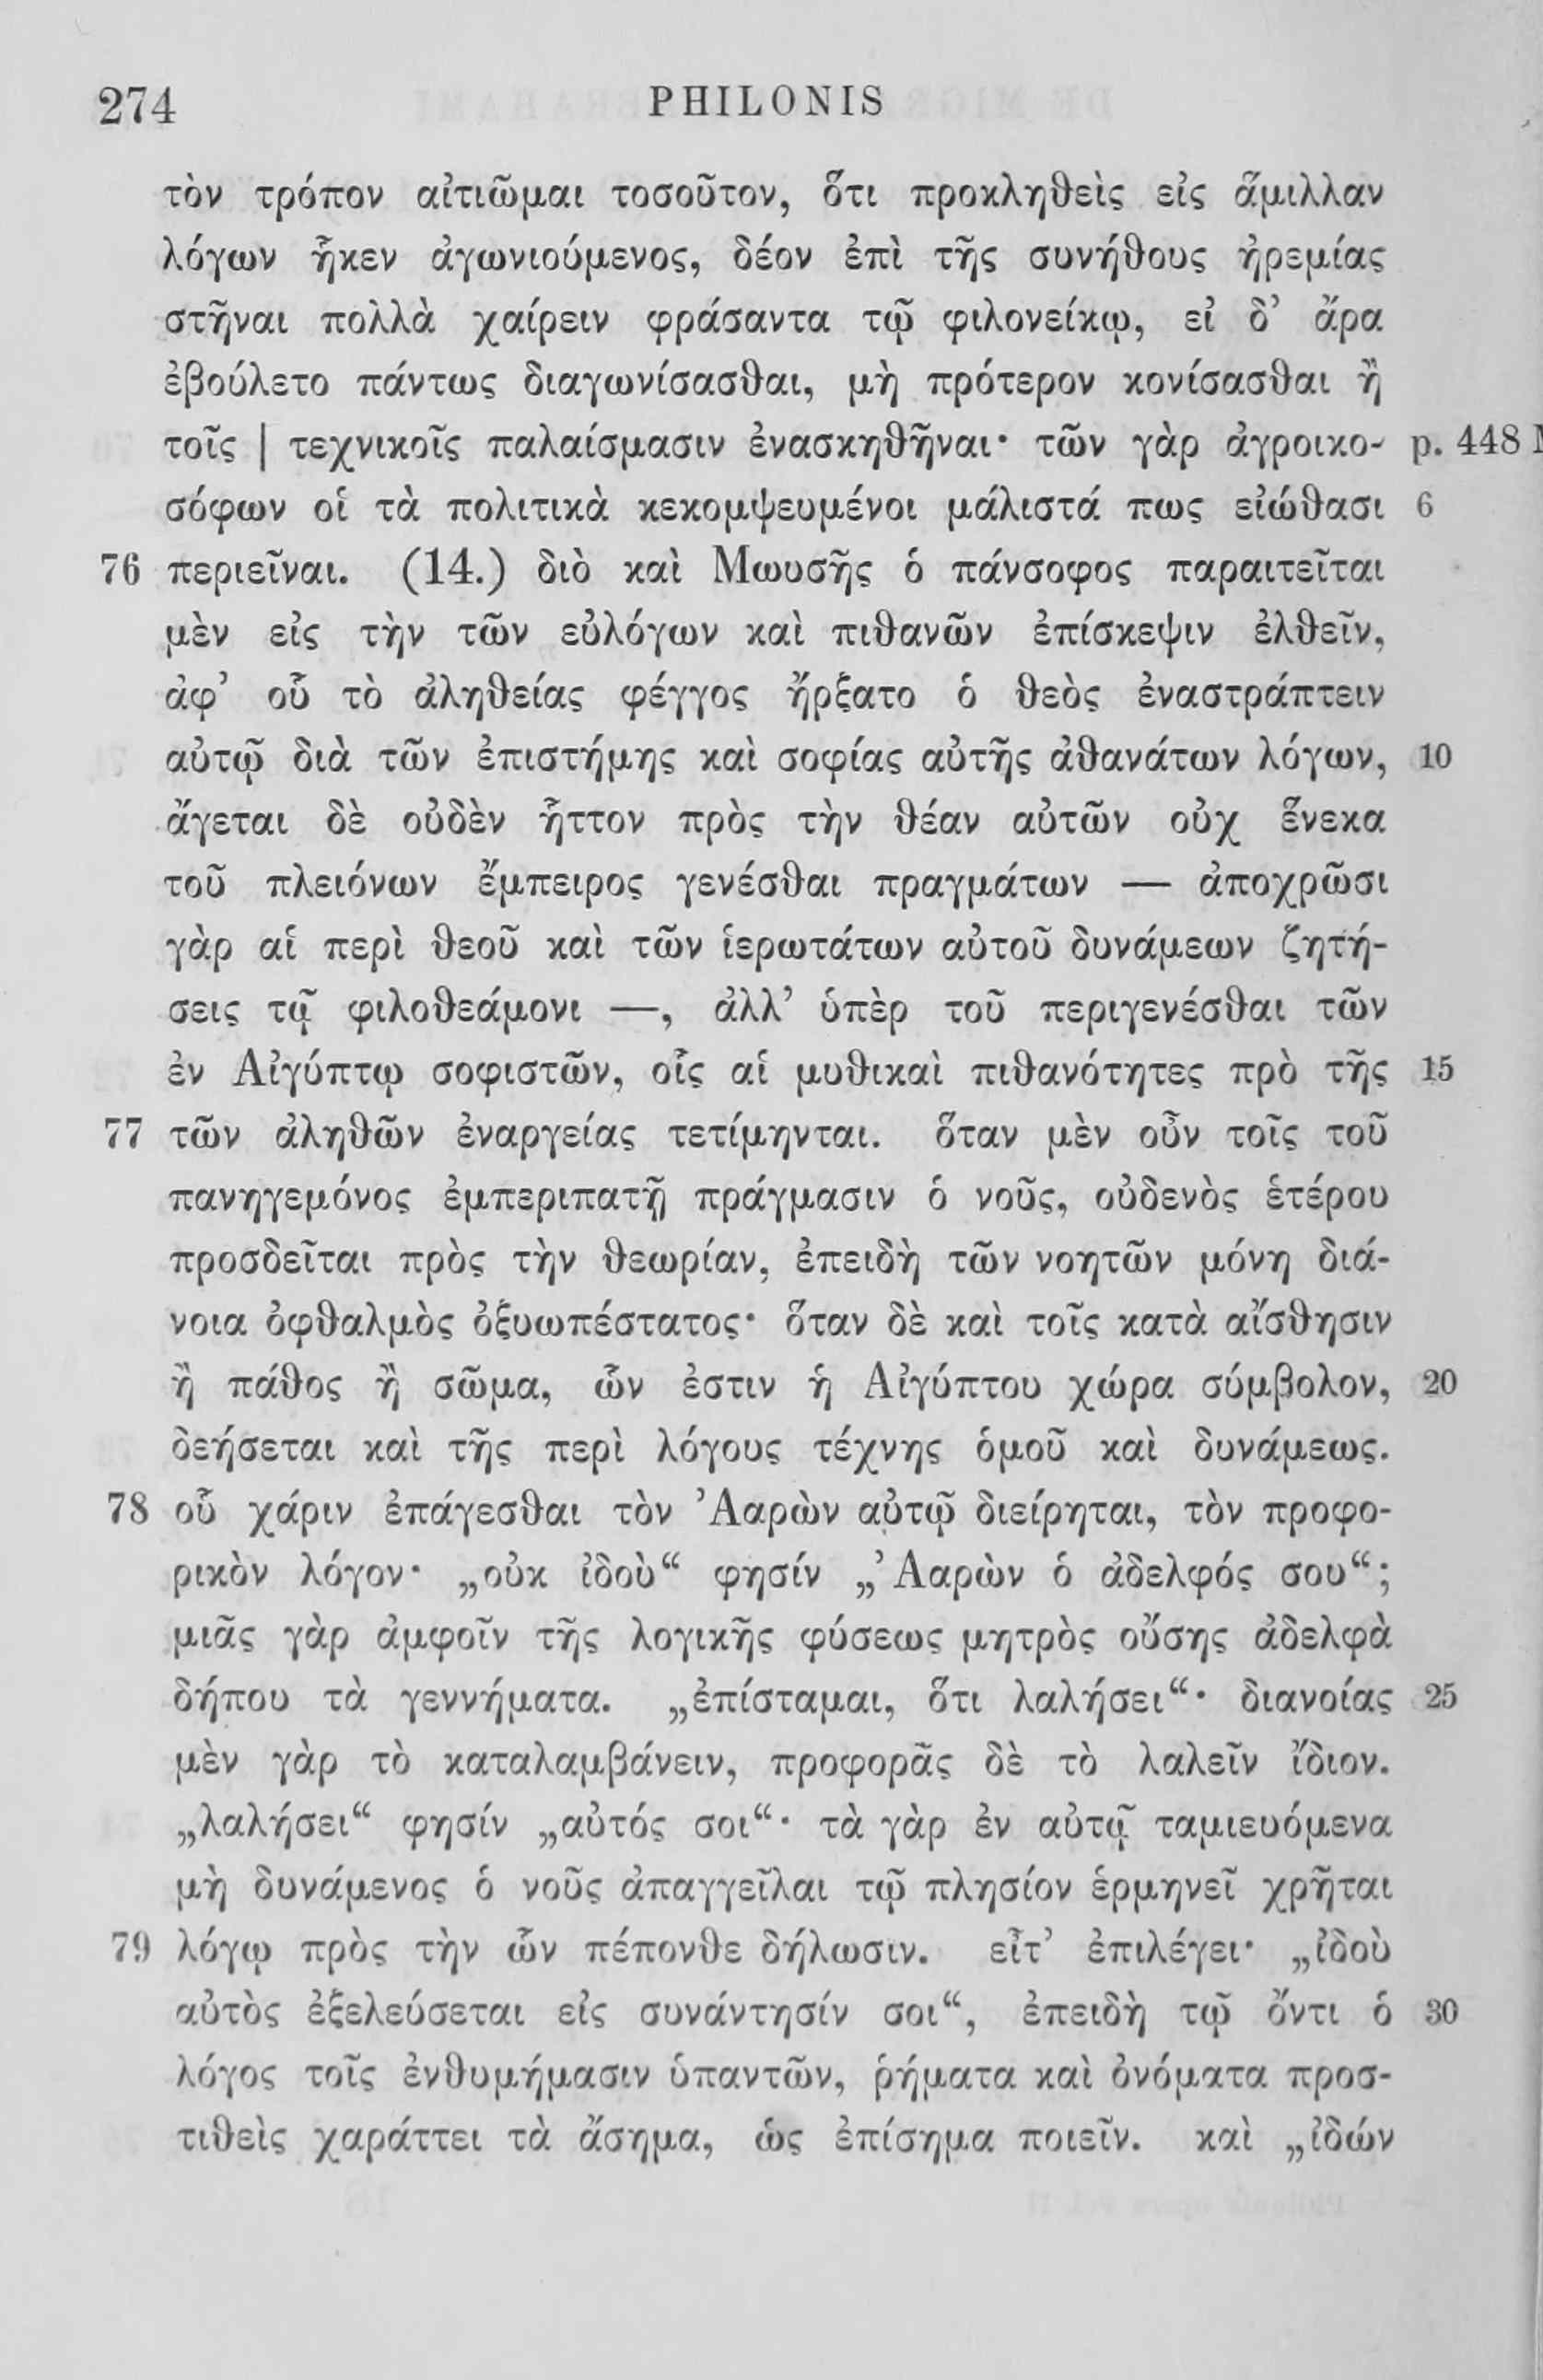 274 PHILONIS
τὸν τρόπον αἰτιῶμαι τοσοῦτον, ὅτι προκληθεὶς εἰς ἅμιλλαν
λόγων ἧκεν ἀγωνιούμενος, δέον ἐπὶ τῆς συνήθους ἠρεμίας
στῆναι πολλὰ χαίρειν φράσαντα τῷ φιλονείκῳ, εἰ δ’ ἄρα
ἐβούλετο πάντως διαγωνίσασθαι, μὴ πρότερον κονίσασθαι ἢ
τοῖς | τεχνικοῖς παλαίσμασιν ἐνασκηθῆναι· τῶν γὰρ ἀγροικο- p. 448
σόφων οἱ τὰ πολιτικὰ κεκομψευμένοι μάλιστά πως εἰώθασι 6
76 περιεῖναι. (14.) διὸ καὶ Μωυσῆς ὁ πάνσοφος παραιτεῖται
μὲν εἰς τὴν τῶν εὐλόγων καὶ πιθανῶν ἐπίσκεψιν ἐλθεῖν,
ἀφ’ οὗ τὸ ἀληθείας φέγγος ἤρξατο ὁ θεὸς ἐναστράπτειν
αὐτῷ διὰ τῶν ἐπιστήμης καὶ σοφίας αὐτῆς ἀθανάτων λόγων, 10
ἄγεται δὲ οὐδὲν ἧττον πρὸς τὴν θέαν αὐτῶν οὐχ ἕνεκα
τοῦ πλειόνων ἔμπειρος γενέσθαι πραγμάτων — ἀποχρῶσι
γὰρ αἱ περὶ θεοῦ καὶ τῶν ἱερωτάτων αὐτοῦ δυνάμεων ζητή-
σεις τῷ φιλοθεάμονι —, ἀλλ’ ὑπὲρ τοῦ περιγενέσθαι τῶν
ἐν Αἰγύπτῳ σοφιστῶν, οἷς αἱ μυθικαὶ πιθανότητες πρὸ τῆς 15
77 τῶν ἀληθῶν ἐναργείας τετίμηνται. ὅταν μὲν οὖν τοῖς τοῦ
πανηγεμόνος ἐμπεριπατῇ πράγμασιν ὁ νοῦς, οὐδενὸς ἑτέρου
προσδεῖται πρὸς τὴν θεωρίαν, ἐπειδὴ τῶν νοητῶν μόνη διά-
νοια ὀφθαλμὸς ὀξυωπέστατος· ὅταν δὲ καὶ τοῖς κατὰ αἴσθησιν
ἢ πάθος ἢ σῶμα, ὧν ἐστιν ἡ Αἰγύπτου χώρα σύμβολον, 20
δεήσεται καὶ τῆς περὶ λόγους τέχνης ὁμοῦ καὶ δυνάμεως.
78 οὗ χάριν ἐπάγεσθαι τὸν Ἀαρὼν αὐτῷ διείρηται, τὸν προφο-
ρικὸν λόγον· „οὐκ ἰδοὺ“ φησίν „Ἀαρὼν ὁ ἀδελφός σου“;
μιᾶς γὰρ ἀμφοῖν τῆς λογικῆς φύσεως μητρὸς οὔσης ἀδελφὰ
δήπου τὰ γεννήματα. „ἐπίσταμαι, ὅτι λαλήσει“· διανοίας 25
μὲν γὰρ τὸ καταλαμβάνειν, προφορᾶς δὲ τὸ λαλεῖν ἴδιον.
„λαλήσει“ φησίν „αὐτός σοι“· τὰ γὰρ ἐν αὐτῷ ταμιευόμενα
μὴ δυνάμενος ὁ νοῦς ἀπαγγεῖλαι τῷ πλησίον ἑρμηνεῖ χρῆται
79 λόγῳ πρὸς τὴν ὧν πέπονθε δήλωσιν. εἶτ’ ἐπιλέγει· „ἰδοὺ
αὐτὸς ἐξελεύσεται εἰς συνάντησίν σοι“, ἐπειδὴ τῷ ὄντι ὁ 30
λόγος τοῖς ἐνθυμήμασιν ὑπαντῶν, ῥήματα καὶ ὀνόματα προσ-
τιθεὶς χαράττει τὰ ἄσημα, ὡς ἐπίσημα ποιεῖν. καὶ „ἰδών